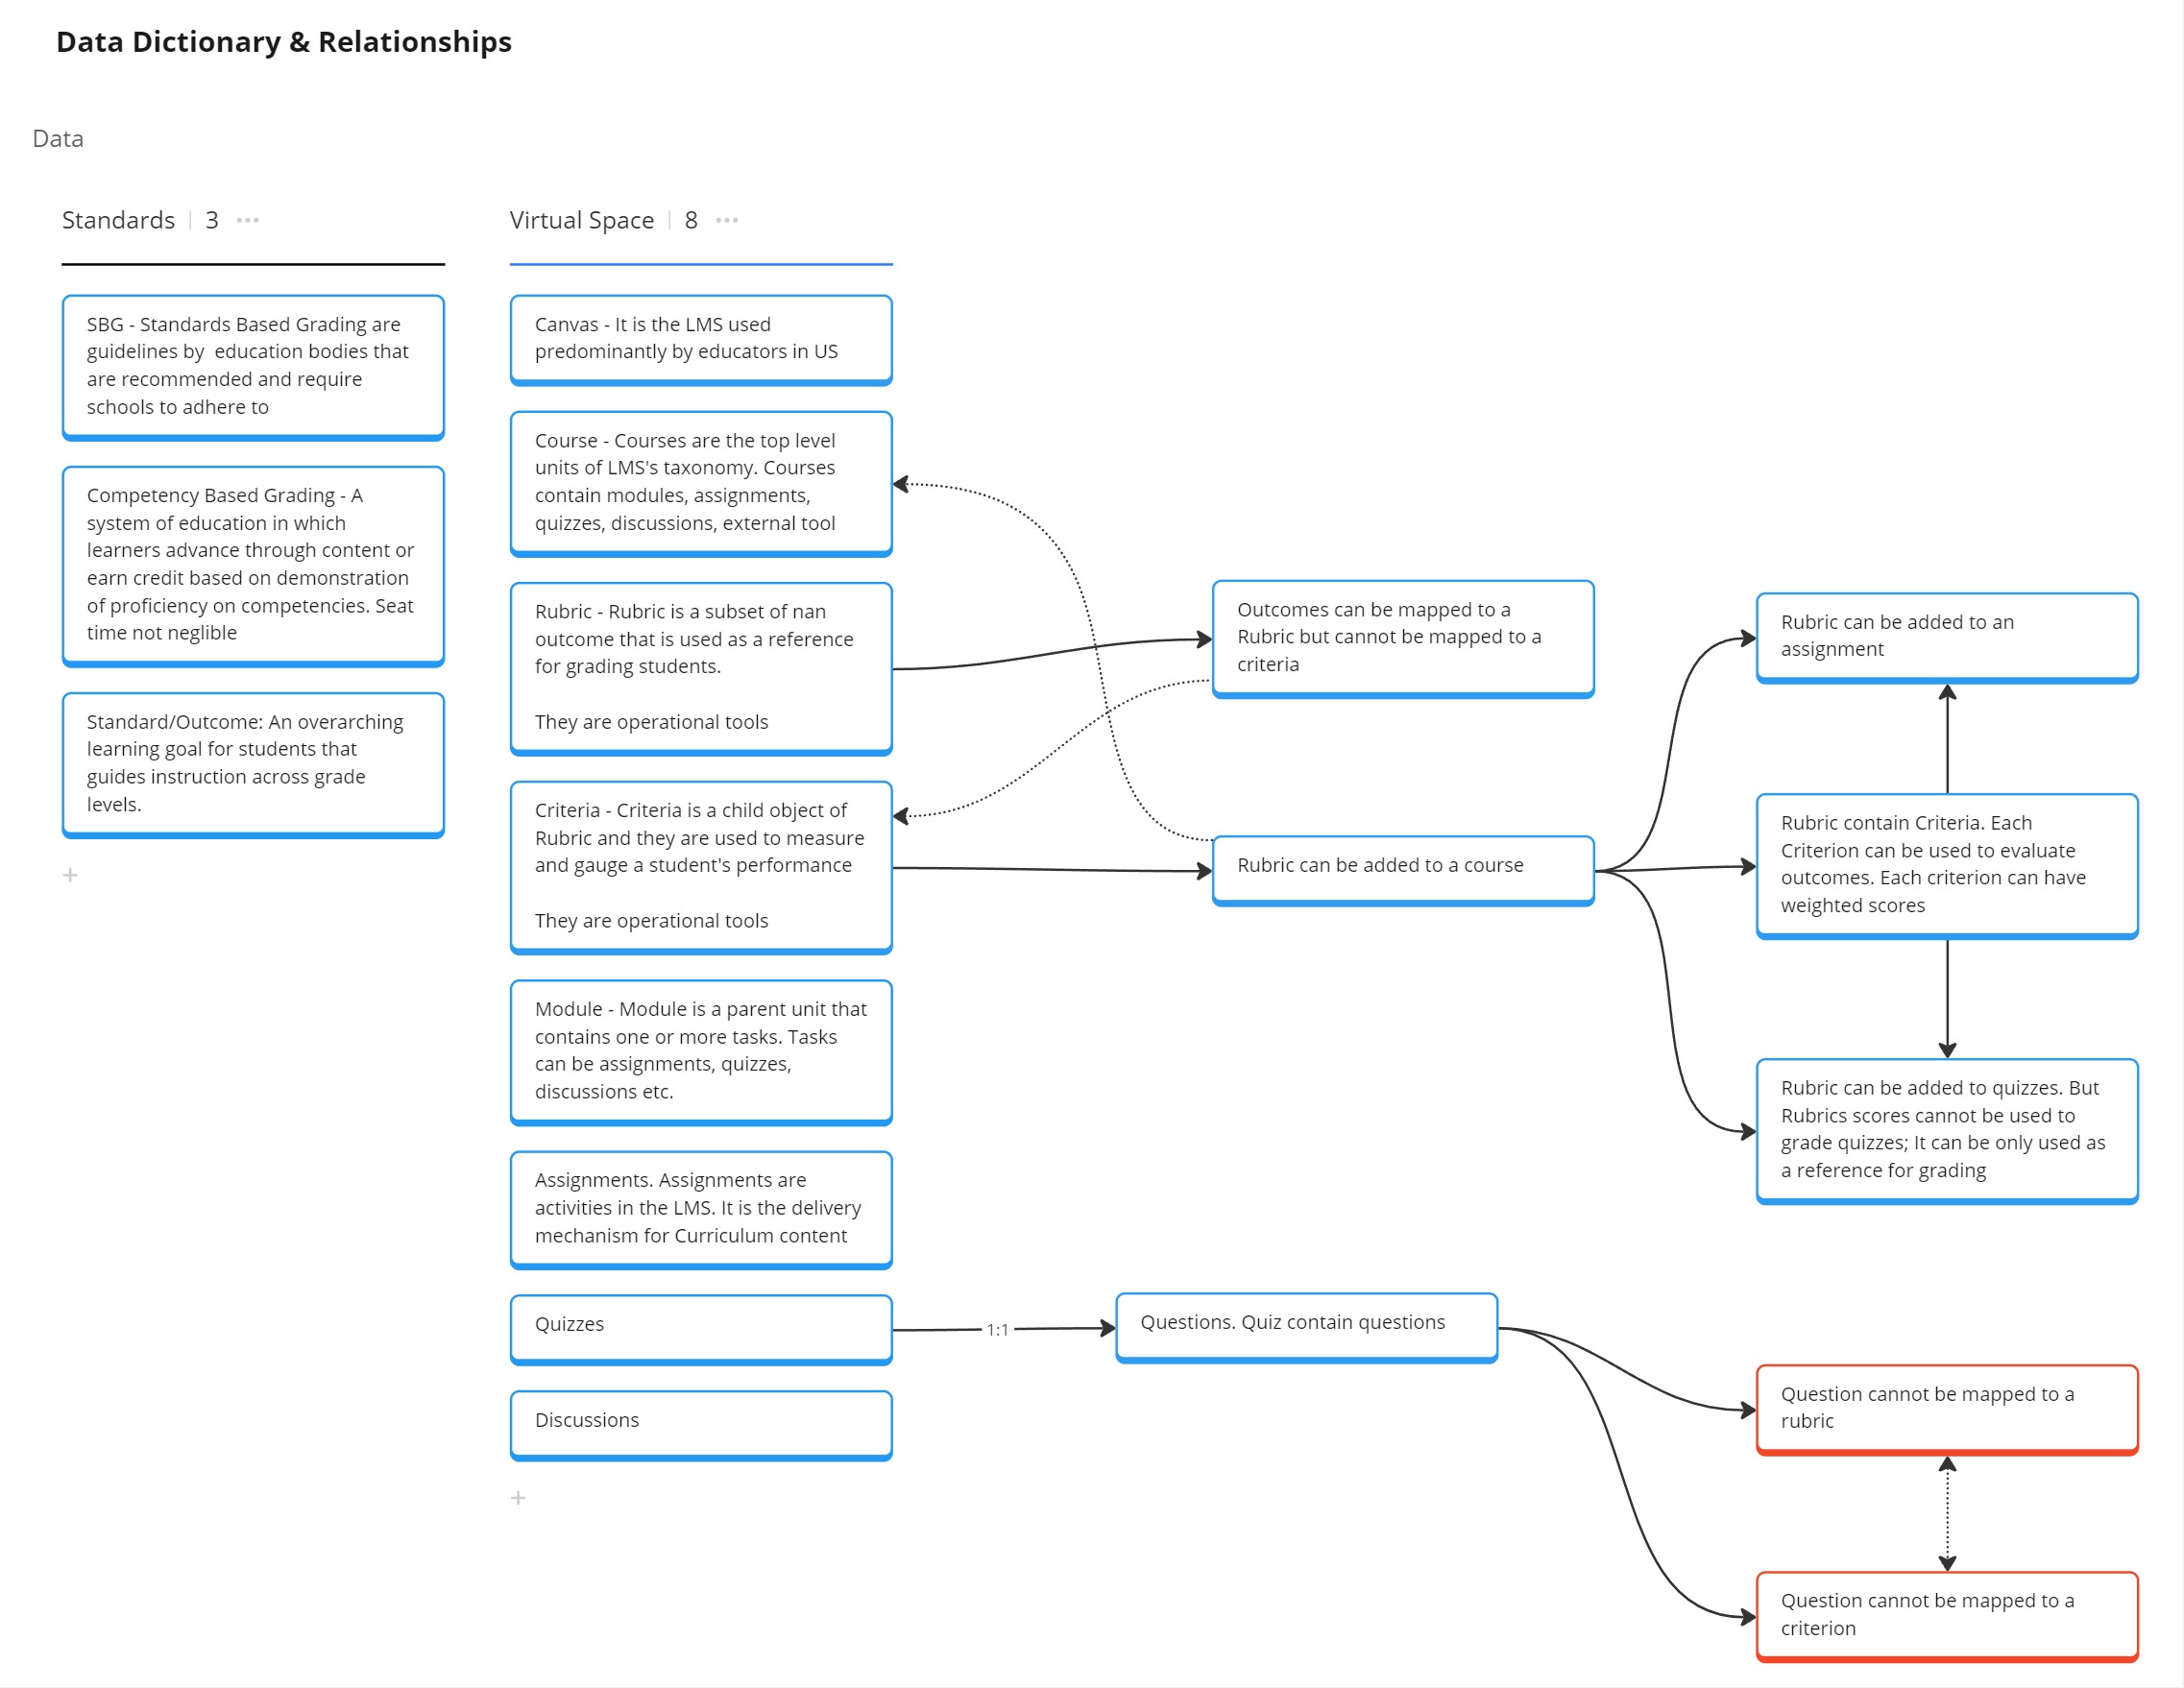 Data Dictionary & Relationships
Data
Standards | 3 •••
SBG - Standards Based Grading are
guidelines by  education bodies that
are recommended and require
schools to adhere to
Competency Based Grading - A
system of education in which
learners advance through content or
earn credit based on demonstration
of proficiency on competencies. Seat
time not neglible
Standard/Outcome: An overarching
learning goal for students that
guides instruction across grade
levels.
+
Virtual Space | 8 •••
Canvas - It is the LMS used
predominantly by educators in US
Course - Courses are the top level
units of LMS's taxonomy. Courses
contain modules, assignments,
quizzes, discussions, external tool
Rubric - Rubric is a subset of nan
outcome that is used as a reference
for grading students.
They are operational tools
Criteria - Criteria is a child object of
Rubric and they are used to measure
and gauge a student's performance
They are operational tools
Module - Module is a parent unit that
contains one or more tasks. Tasks
can be assignments, quizzes,
discussions etc.
Assignments. Assignments are
activities in the LMS. It is the delivery
mechanism for Curriculum content
Quizzes
Discussions
+
Outcomes can be mapped to a
Rubric but cannot be mapped to a
criteria
Rubric can be added to a course
Rubric can be added to an
assignment
Rubric contain Criteria. Each
Criterion can be used to evaluate
outcomes. Each criterion can have
weighted scores
Rubric can be added to quizzes. But
Rubrics scores cannot be used to
grade quizzes; It can be only used as
a reference for grading
1:1
Questions. Quiz contain questions
Question cannot be mapped to a
rubric
Question cannot be mapped to a
criterion